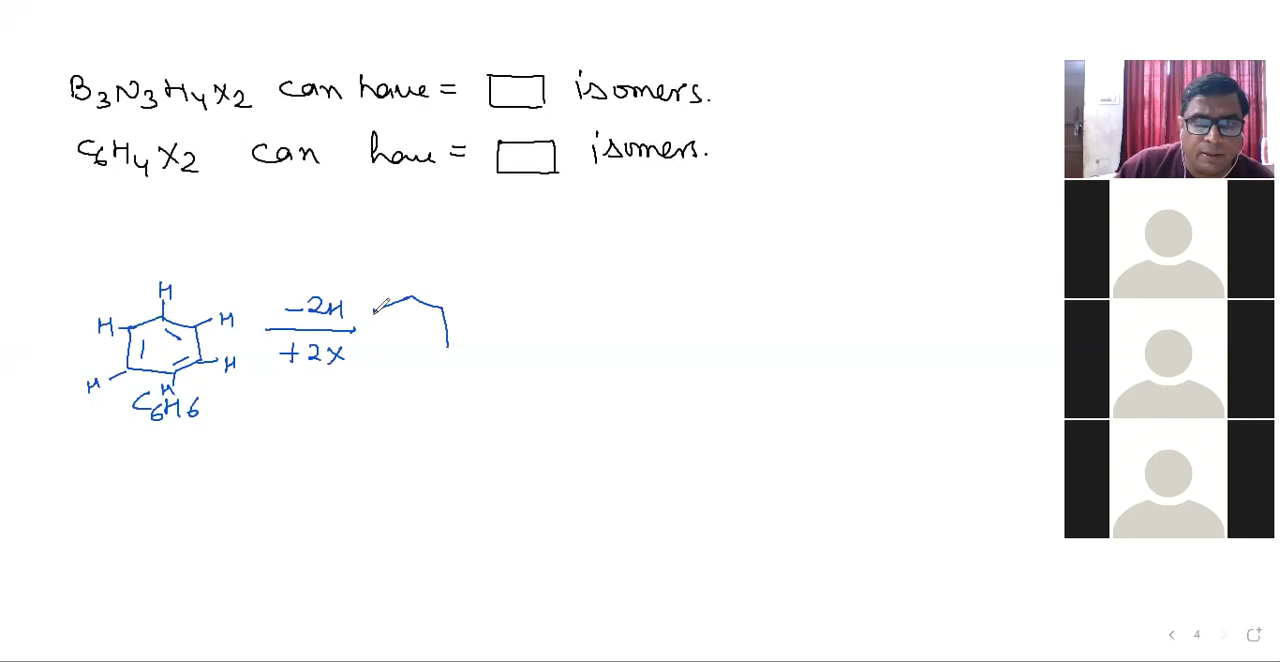 B3N3H4X2 can have = isomers.
C6H4X2 can have = isomers.
H
H H
H H
H
C6H6
-2H
+2X
4